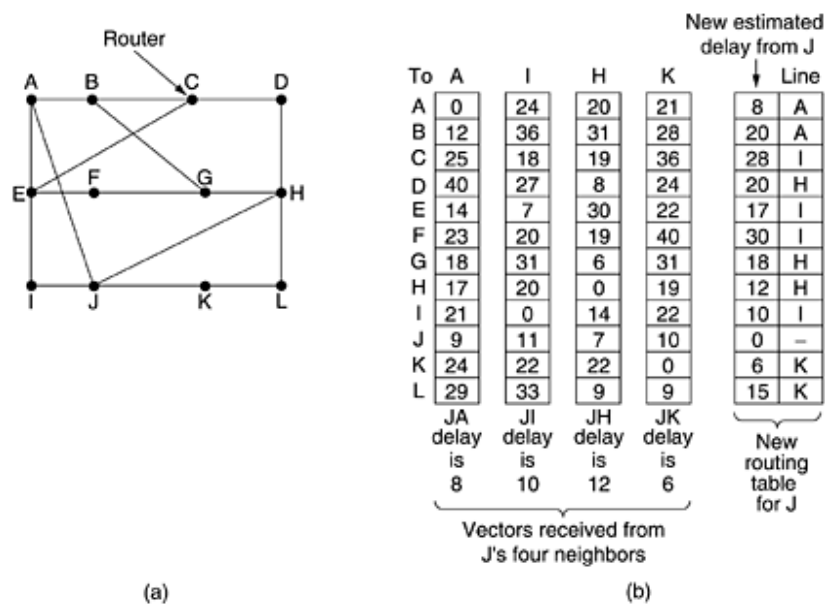 Router
A B C D
E F G H
I J K L
(a)
New estimated
delay from J
To A I H K Line
A 0 24 20 21 8 A
B 12 36 31 28 20 A
C 25 18 19 36 28 I
D 40 27 8 24 20 H
E 14 7 30 22 17 I
F 23 20 19 40 30 I
G 18 31 6 31 18 H
H 17 20 0 19 12 H
I 21 0 14 22 10 I
J 9 11 7 10 0 –
K 24 22 22 0 6 K
L 29 33 9 9 15 K
JA JI JH JK
delay delay delay delay
is is is is
8 10 12 6
New
routing
table
for J
Vectors received from
J's four neighbors
(b)